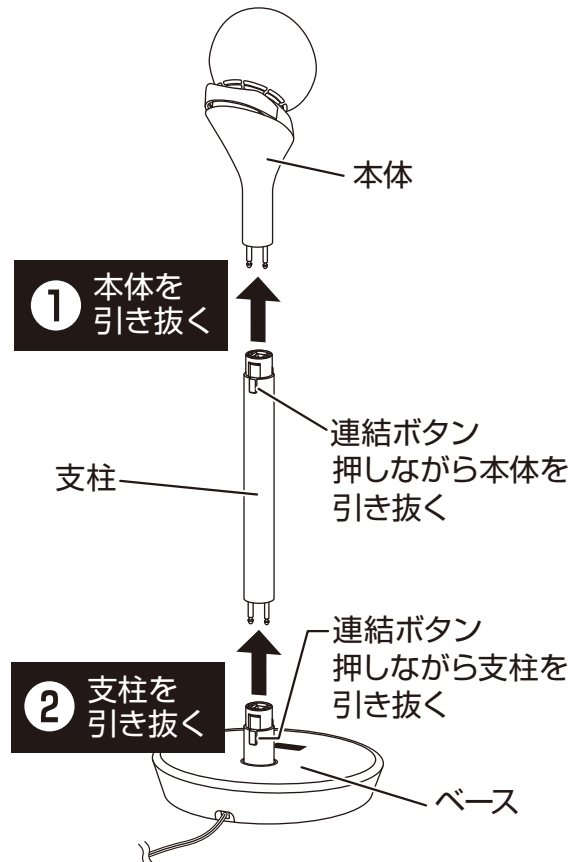 本体
❶ 本体を
引き抜く
連結ボタン
押しながら本体を
引き抜く
支柱
連結ボタン
押しながら支柱を
引き抜く
❷ 支柱を
引き抜く
ベース